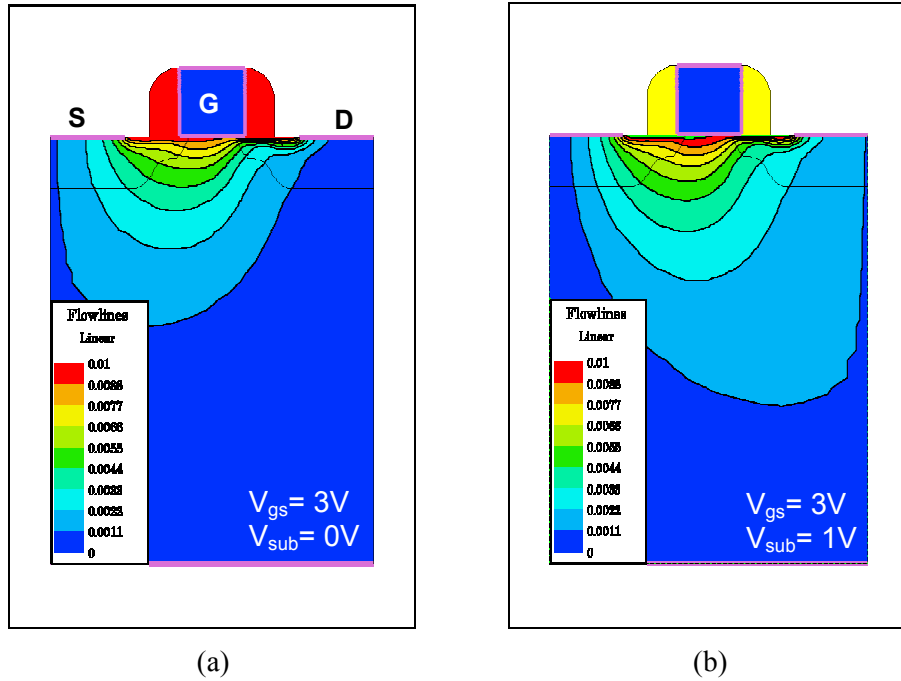 S
G
D
Flowlines
Linear
0.01
0.0088
0.0077
0.0066
0.0055
0.0044
0.0033
0.0022
0.0011
0
Vgs= 3V
Vsub= 0V
(a)
Flowlines
Linear
0.01
0.0088
0.0077
0.0066
0.0055
0.0044
0.0033
0.0022
0.0011
0
Vgs= 3V
Vsub= 1V
(b)